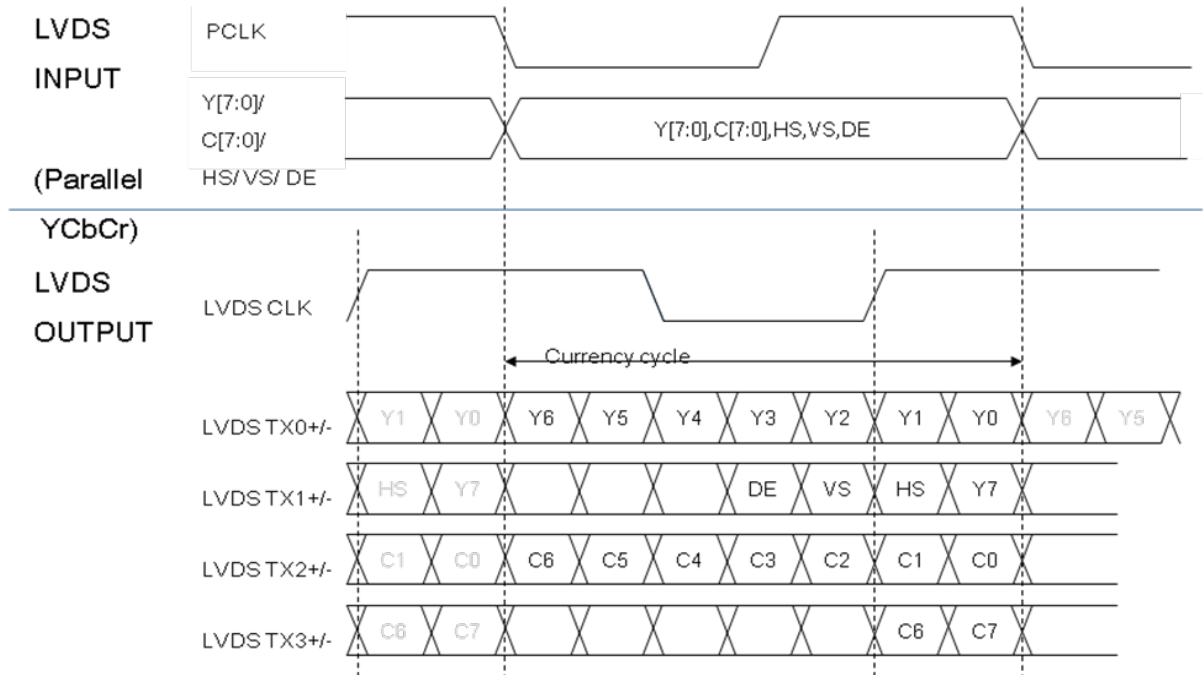 LVDS
INPUT
(Parallel
YCbCr)
PCLK
Y[7:0]/
C[7:0]/
HS/ VS/ DE
Y[7:0],C[7:0],HS,VS,DE
LVDS
OUTPUT
LVDS CLK
Currency cycle
LVDS TX0+/- Y1 Y0 Y6 Y5 Y4 Y3 Y2 Y1 Y0 Y6 Y5
LVDS TX1+/- HS Y7 DE VS HS Y7
LVDS TX2+/- C1 C0 C6 C5 C4 C3 C2 C1 C0
LVDS TX3+/- C6 C7 C6 C7